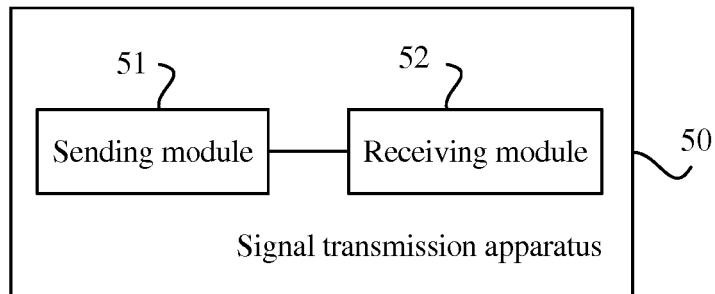 51
52
Sending module
Receiving module
50
Signal transmission apparatus